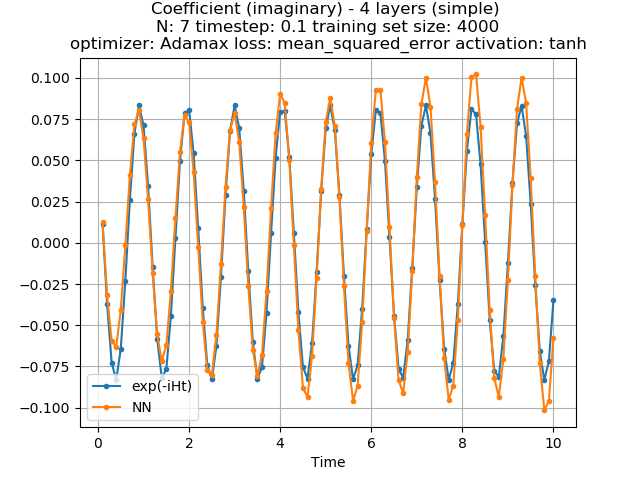 Coefficient (imaginary) - 4 layers (simple)
N: 7 timestep: 0.1 training set size: 4000
optimizer: Adamax loss: mean_squared_error activation: tanh
0.100
0.075
0.050
0.025
0.000
−0.025
−0.050
−0.075
−0.100
exp(-iHt)
NN
0 2 4 6 8 10
Time